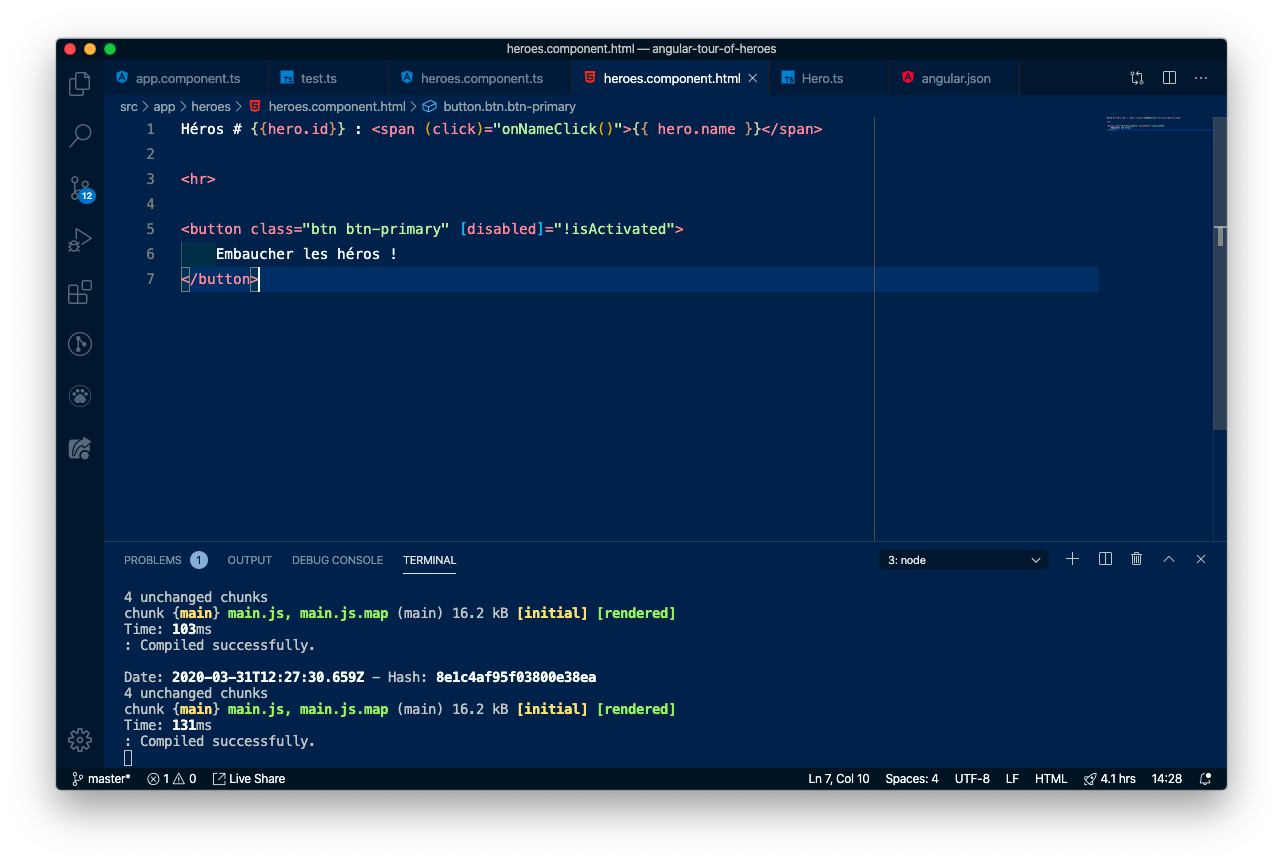 heroes.component.html — angular-tour-of-heroes
app.component.ts
TS test.ts
heroes.component.ts
heroes.component.html
TS Hero.ts
angular.json
src > app > heroes > heroes.component.html > button.btn.btn-primary
1 Héros # {{hero.id}} : <span (click)="onNameClick()">{{ hero.name }}</span>
2
3 <hr>
4
5 <button class="btn btn-primary" [disabled]="!isActivated">
6 Embaucher les héros !
7 </button>
12
PROBLEMS 1 OUTPUT DEBUG CONSOLE TERMINAL 3: node
4 unchanged chunks
chunk {main} main.js, main.js.map (main) 16.2 kB [initial] [rendered]
Time: 103ms
: Compiled successfully.
Date: 2020-03-31T12:27:30.659Z - Hash: 8e1c4af95f03800e38ea
4 unchanged chunks
chunk {main} main.js, main.js.map (main) 16.2 kB [initial] [rendered]
Time: 131ms
: Compiled successfully.
master* 1 0 Live Share Ln 7, Col 10 Spaces: 4 UTF-8 LF HTML 4.1 hrs 14:28